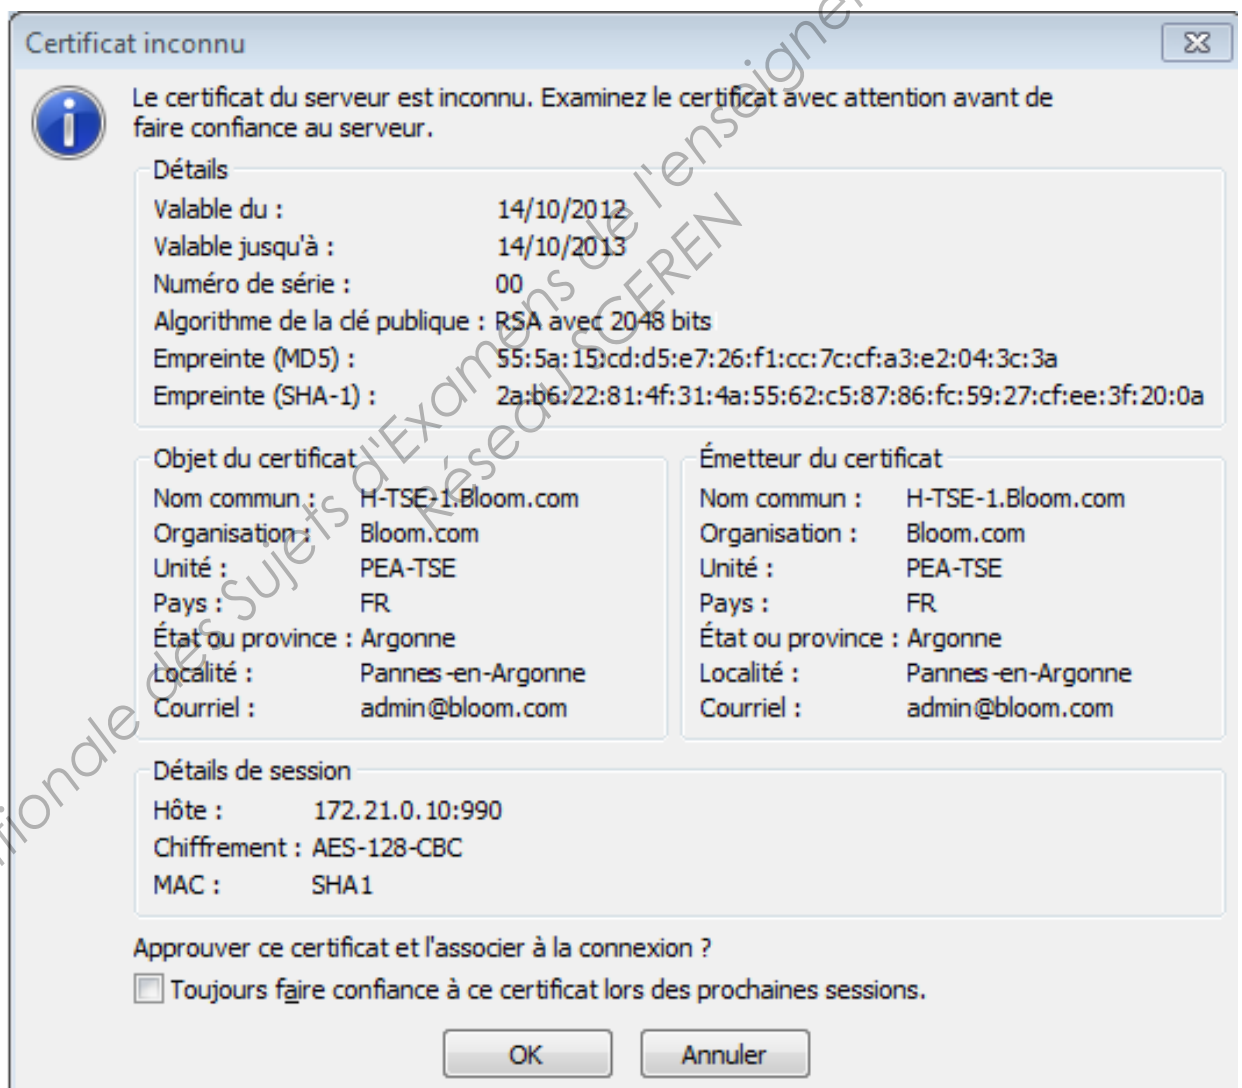 Certificat inconnu
Le certificat du serveur est inconnu. Examinez le certificat avec attention avant de
faire confiance au serveur.
Détails
Valable du : 14/10/2012
Valable jusqu'à : 14/10/2013
Numéro de série : 00
Algorithme de la clé publique : RSA avec 2048 bits
Empreinte (MD5) : 55:5a:15:cd:d5:e7:26:f1:cc:7c:cf:a3:e2:04:3c:3a
Empreinte (SHA-1) : 2a:b6:22:81:4f:31:4a:55:62:c5:87:86:fc:59:27:cf:ee:3f:20:0a
Objet du certificat
Nom commun : H-TSE-1.Bloom.com
Organisation : Bloom.com
Unité : PEA-TSE
Pays : FR
État ou province : Argonne
Localité : Pannes-en-Argonne
Courriel : admin@bloom.com
Émetteur du certificat
Nom commun : H-TSE-1.Bloom.com
Organisation : Bloom.com
Unité : PEA-TSE
Pays : FR
État ou province : Argonne
Localité : Pannes-en-Argonne
Courriel : admin@bloom.com
Détails de session
Hôte : 172.21.0.10:990
Chiffrement : AES-128-CBC
MAC : SHA1
Approuver ce certificat et l'associer à la connexion ?
Toujours faire confiance à ce certificat lors des prochaines sessions.
OK
Annuler
des Sujets d'Examens de
Réseau SCEREN